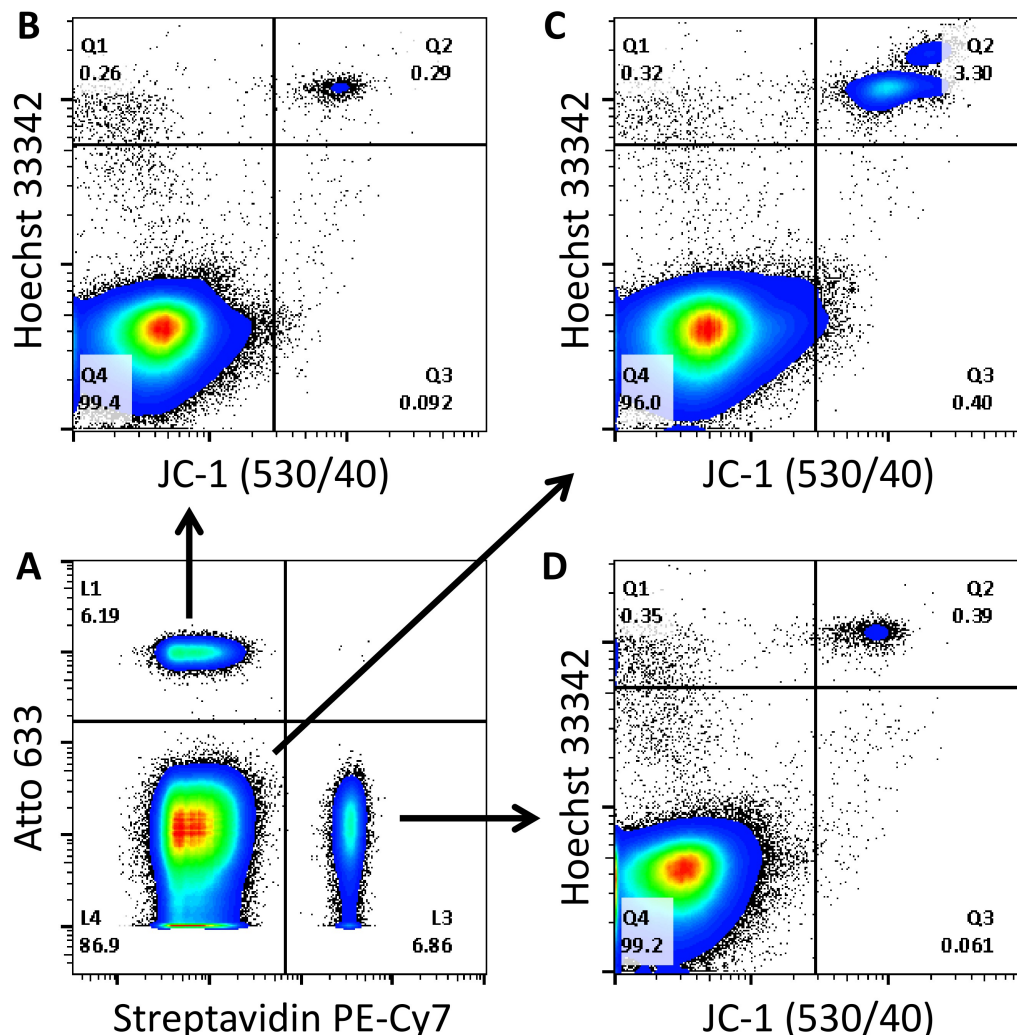 B
Q1
0.26
Q2
0.29
Q4
99.4
Q3
0.092
Hoechst 33342
JC-1 (530/40)
C
Q1
0.32
Q2
3.30
Q4
96.0
Q3
0.40
Hoechst 33342
JC-1 (530/40)
A
L1
6.19
L4
86.9
L3
6.86
Atto 633
Streptavidin PE-Cy7
D
Q1
0.35
Q2
0.39
Q4
99.2
Q3
0.061
Hoechst 33342
JC-1 (530/40)